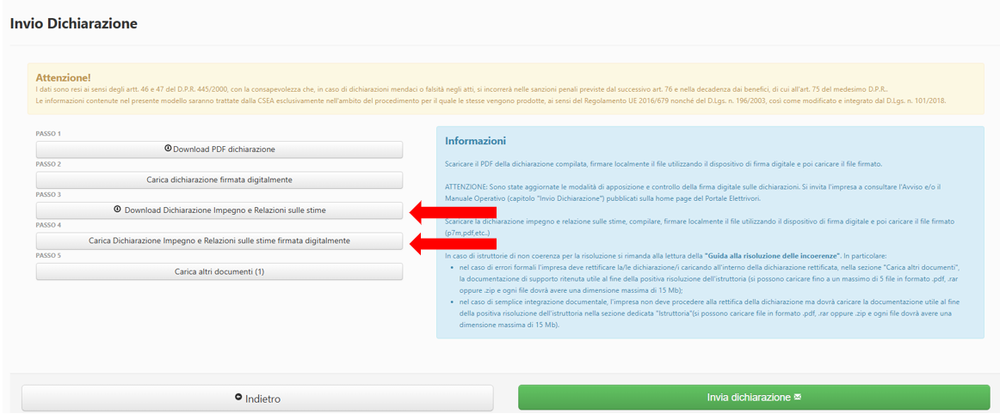 Invio Dichiarazione
Attenzione!
I dati sono resi ai sensi degli artt. 46 e 47 del D.P.R. 445/2000, con la consapevolezza che, in caso di dichiarazioni mendaci o falsità negli atti, si incorrerà nelle sanzioni penali previste dal successivo art. 76 e nella decadenza dai benefici, di cui all'art. 75 del medesimo D.P.R..
Le informazioni contenute nel presente modello saranno trattate dalla CSEA esclusivamente nell'ambito del procedimento per il quale le stesse vengono prodotte, ai sensi del Regolamento UE 2016/679 nonché del D.Lgs. n. 196/2003, così come modificato e integrato dal D.Lgs. n. 101/2018.
PASSO 1
Download PDF dichiarazione
PASSO 2
Carica dichiarazione firmata digitalmente
PASSO 3
Download Dichiarazione Impegno e Relazioni sulle stime
PASSO 4
Carica Dichiarazione Impegno e Relazioni sulle stime firmata digitalmente
PASSO 5
Carica altri documenti (1)
Informazioni
Scaricare il PDF della dichiarazione compilata, firmare localmente il file utilizzando il dispositivo di firma digitale e poi caricare il file firmato.
ATTENZIONE: Sono state aggiornate le modalità di apposizione e controllo della firma digitale sulle dichiarazioni. Si invita l'impresa a consultare l'Avviso e/o il
Manuale Operativo (capitolo "Invio Dichiarazione") pubblicati sulla home page del Portale Elettrivori.
Scaricare la dichiarazione impegno e relazione sulle stime, compilare, firmare localmente il file utilizzando il dispositivo di firma digitale e poi caricare il file firmato
(p7m,pdf,etc..)
In caso di istruttorie di non coerenza per la risoluzione si rimanda alla lettura della "Guida alla risoluzione delle incoerenze". In particolare:
• nel caso di errori formali l'impresa deve rettificare la/le dichiarazione/i caricando all'interno della dichiarazione rettificata, nella sezione "Carica altri documenti",
la documentazione di supporto ritenuta utile al fine della positiva risoluzione dell'istruttoria (si possono caricare fino a un massimo di 5 file in formato .pdf, .rar
oppure .zip e ogni file dovrà avere una dimensione massima di 15 Mb);
• nel caso di semplice integrazione documentale, l'impresa non deve procedere alla rettifica della dichiarazione ma dovrà caricare la documentazione utile al fine
della positiva risoluzione dell'istruttoria nella sezione dedicata "Istruttoria"(si possono caricare file in formato .pdf, .rar oppure .zip e ogni file dovrà avere una
dimensione massima di 15 Mb).
Indietro
Invia dichiarazione